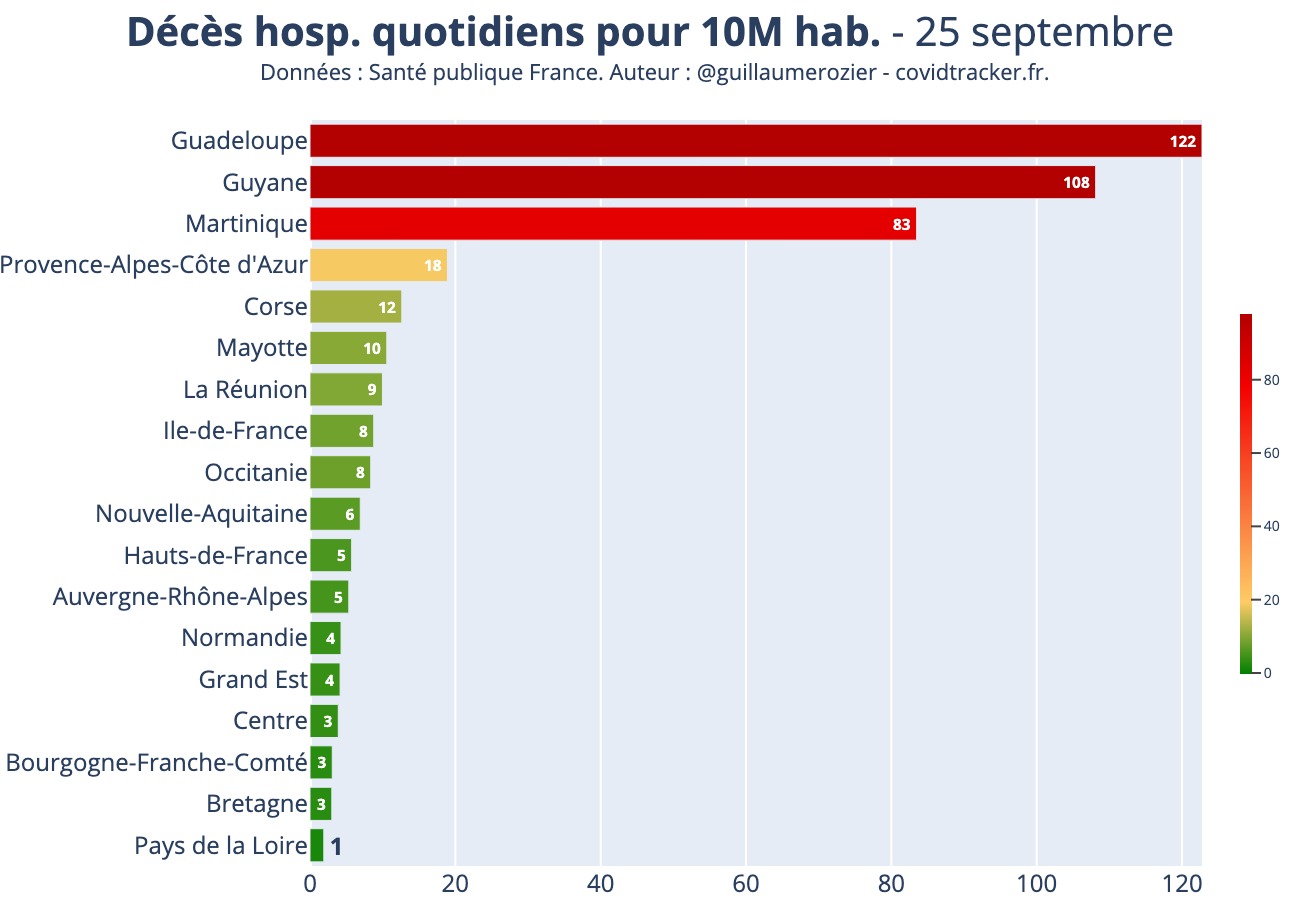 Décès hosp. quotidiens pour 10M hab. - 25 septembre
Données : Santé publique France. Auteur : @guillaumerozier - covidtracker.fr.
Guadeloupe 122
Guyane 108
Martinique 83
Provence-Alpes-Côte d'Azur 18
Corse 12
Mayotte 10
La Réunion 9
Ile-de-France 8
Occitanie 8
Nouvelle-Aquitaine 6
Hauts-de-France 5
Auvergne-Rhône-Alpes 5
Normandie 4
Grand Est 4
Centre 3
Bourgogne-Franche-Comté 3
Bretagne 3
Pays de la Loire 1
0 20 40 60 80 100 120
80
60
40
20
0